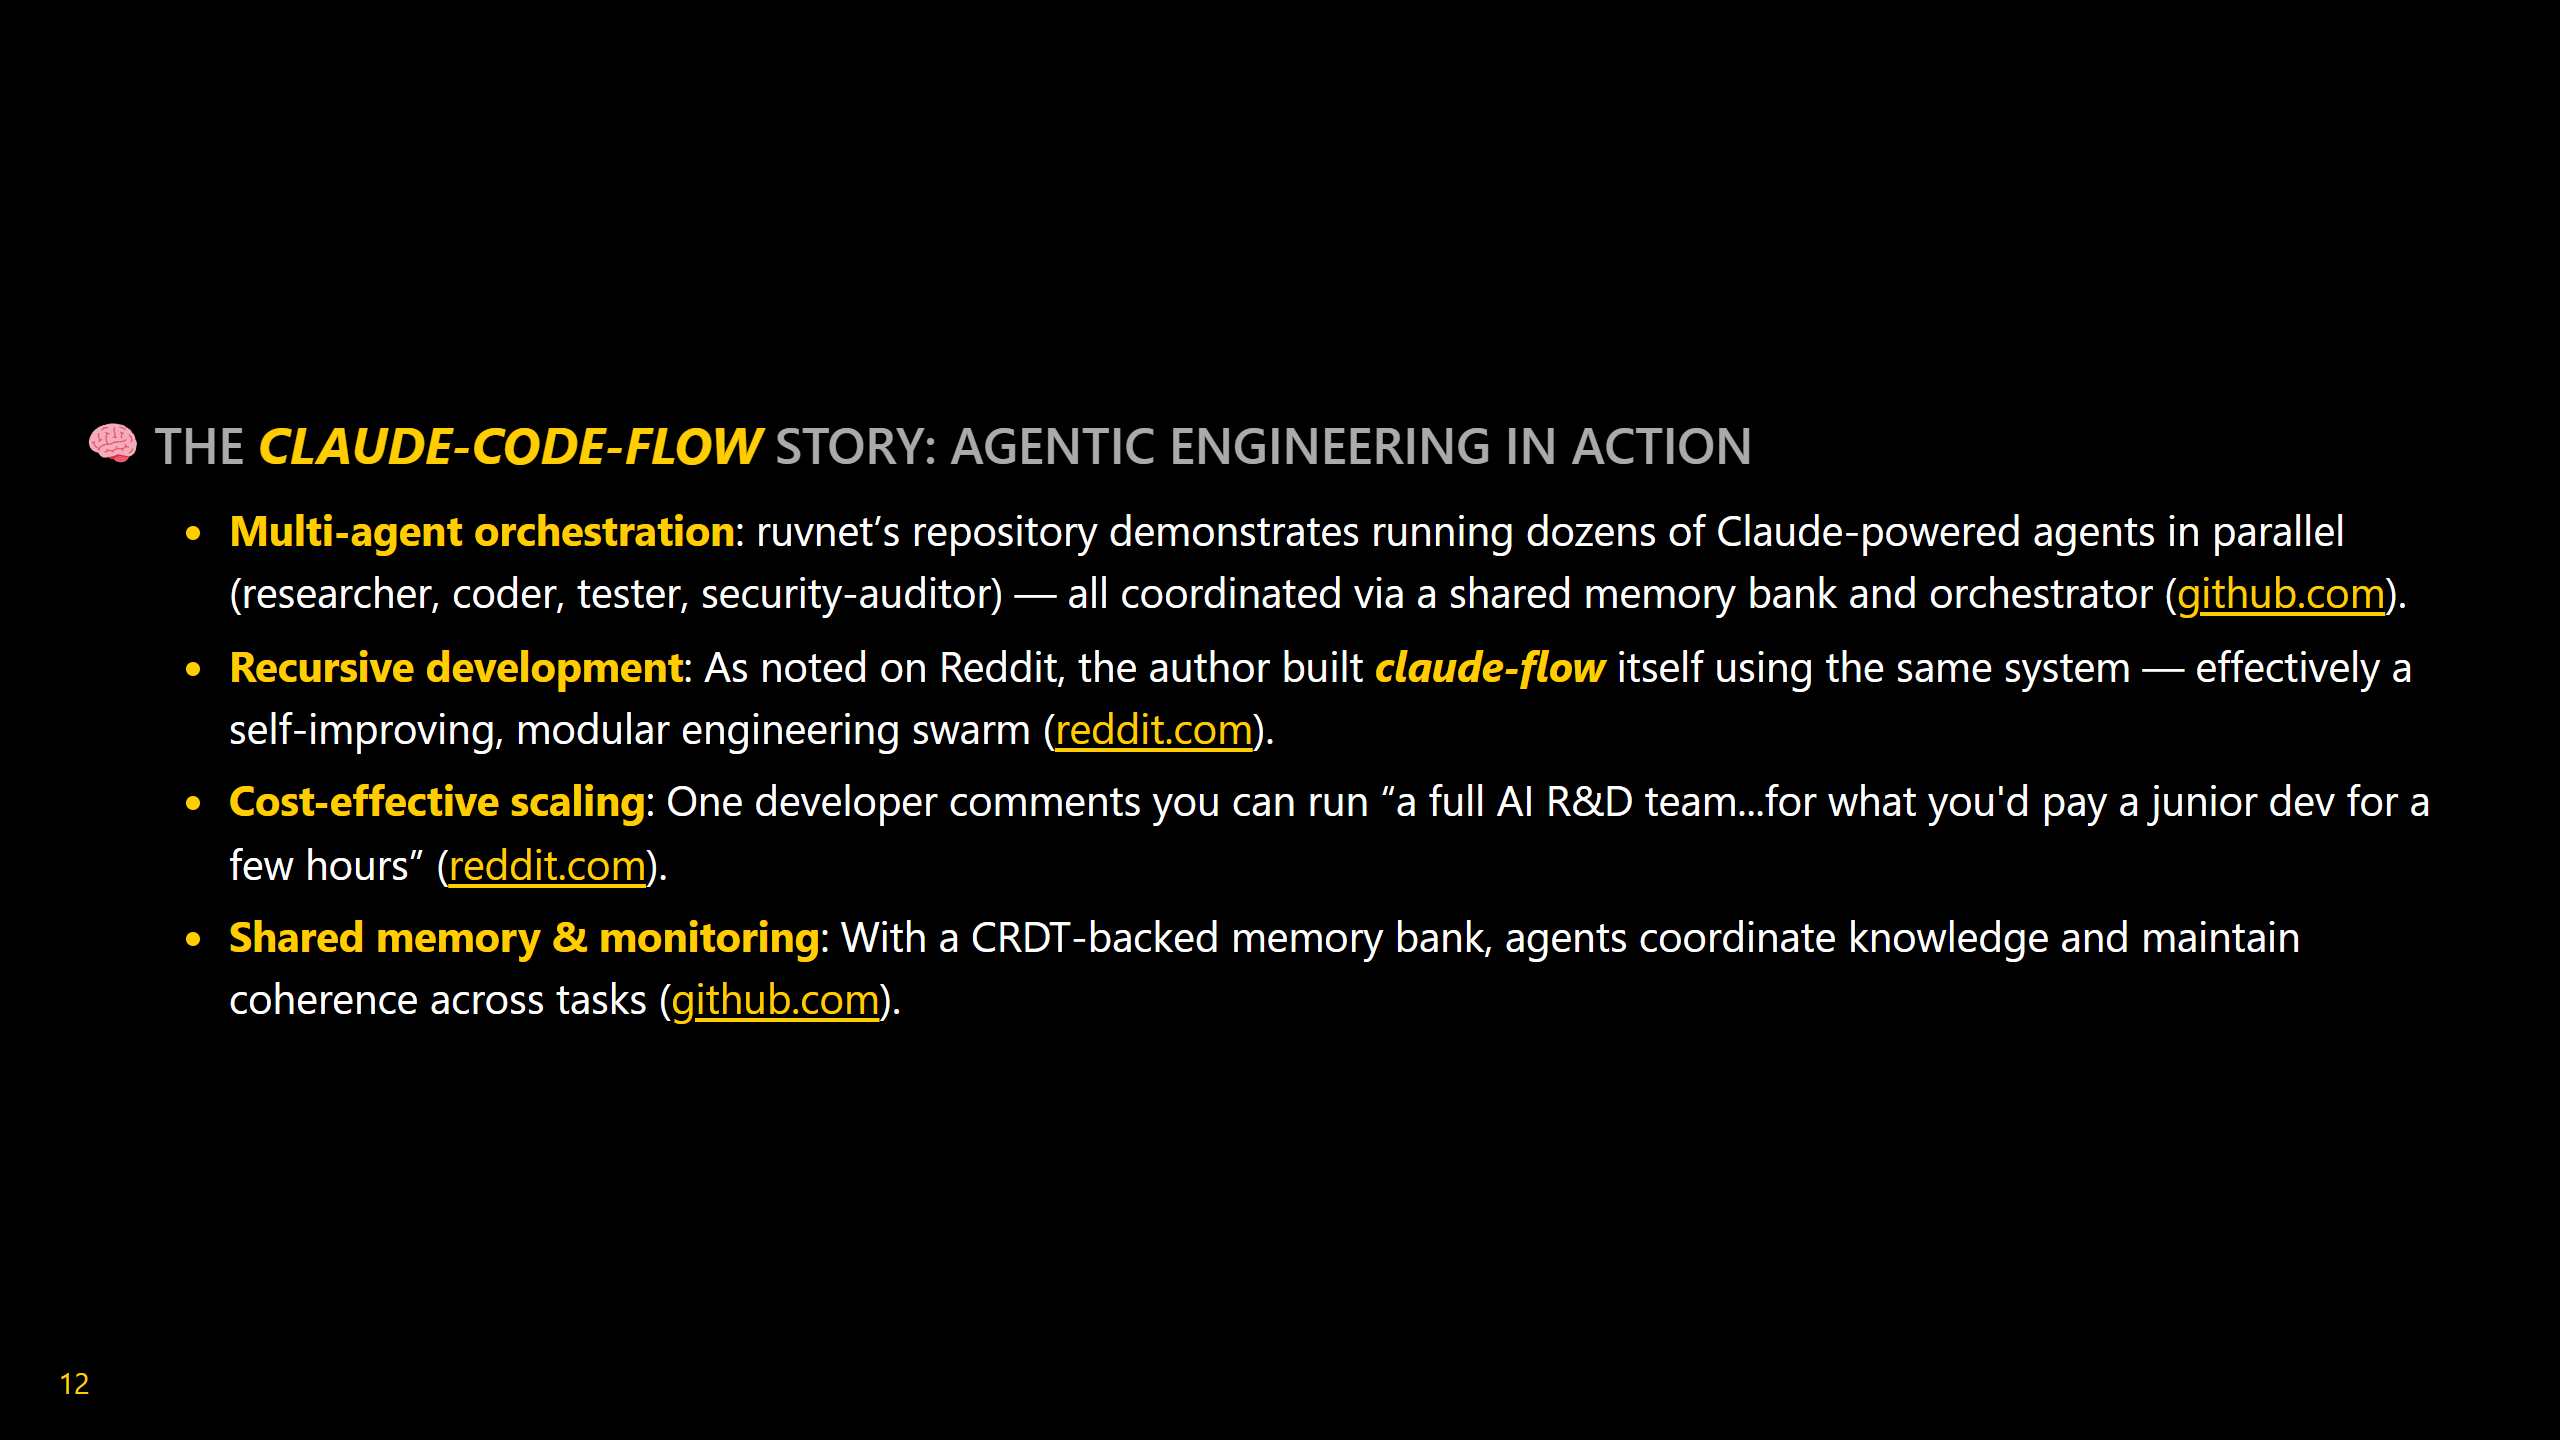 🧠 THE CLAUDE-CODE-FLOW STORY: AGENTIC ENGINEERING IN ACTION
• Multi-agent orchestration: ruvnet’s repository demonstrates running dozens of Claude-powered agents in parallel
(researcher, coder, tester, security-auditor) — all coordinated via a shared memory bank and orchestrator (github.com).
• Recursive development: As noted on Reddit, the author built claude-flow itself using the same system — effectively a
self-improving, modular engineering swarm (reddit.com).
• Cost-effective scaling: One developer comments you can run “a full AI R&D team...for what you'd pay a junior dev for a
few hours” (reddit.com).
• Shared memory & monitoring: With a CRDT-backed memory bank, agents coordinate knowledge and maintain
coherence across tasks (github.com).
12